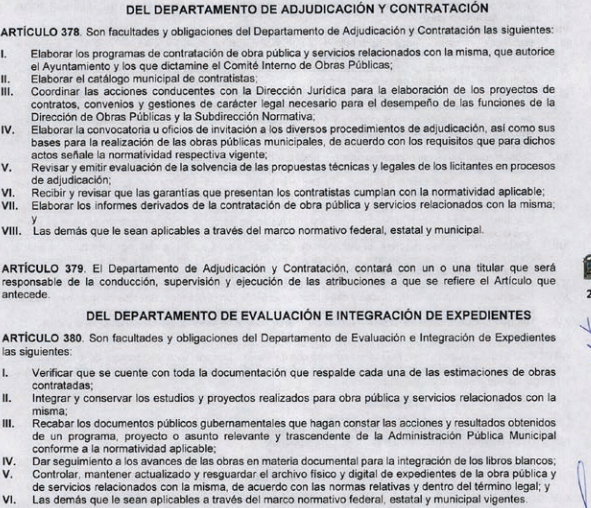 DEL DEPARTAMENTO DE ADJUDICACIÓN Y CONTRATACIÓN
ARTÍCULO 378. Son facultades y obligaciones del Departamento de Adjudicación y Contratación las siguientes:
I. Elaborar los programas de contratación de obra pública y servicios relacionados con la misma, que autorice
el Ayuntamiento y los que dictamine el Comité Interno de Obras Públicas;
II. Elaborar el catálogo municipal de contratistas;
III. Coordinar las acciones conducentes con la Dirección Jurídica para la elaboración de los proyectos de
contratos, convenios y gestiones de carácter legal necesario para el desempeño de las funciones de la
Dirección de Obras Públicas y la Subdirección Normativa;
IV. Elaborar la convocatoria u oficios de invitación a los diversos procedimientos de adjudicación, así como sus
bases para la realización de las obras públicas municipales, de acuerdo con los requisitos que para dichos
actos señale la normatividad respectiva vigente;
V. Revisar y emitir evaluación de la solvencia de las propuestas técnicas y legales de los licitantes en procesos
de adjudicación;
VI. Recibir y revisar que las garantías que presentan los contratistas cumplan con la normatividad aplicable;
VII. Elaborar los informes derivados de la contratación de obra pública y servicios relacionados con la misma;
y
VIII. Las demás que le sean aplicables a través del marco normativo federal, estatal y municipal.
ARTÍCULO 379. El Departamento de Adjudicación y Contratación, contará con un o una titular que será
responsable de la conducción, supervisión y ejecución de las atribuciones a que se refiere el Artículo que
antecede.
2
DEL DEPARTAMENTO DE EVALUACIÓN E INTEGRACIÓN DE EXPEDIENTES
ARTÍCULO 380. Son facultades y obligaciones del Departamento de Evaluación e Integración de Expedientes
las siguientes:
I. Verificar que se cuente con toda la documentación que respalde cada una de las estimaciones de obras
contratadas;
II. Integrar y conservar los estudios y proyectos realizados para obra pública y servicios relacionados con la
misma;
III. Recabar los documentos públicos gubernamentales que hagan constar las acciones y resultados obtenidos
de un programa, proyecto o asunto relevante y trascendente de la Administración Pública Municipal
conforme a la normatividad aplicable;
IV. Dar seguimiento a los avances de las obras en materia documental para la integración de los libros blancos;
V. Controlar, mantener actualizado y resguardar el archivo físico y digital de expedientes de la obra pública y
de servicios relacionados con la misma, de acuerdo con las normas relativas y dentro del término legal; y
VI. Las demás que le sean aplicables a través del marco normativo federal, estatal y municipal vigentes.